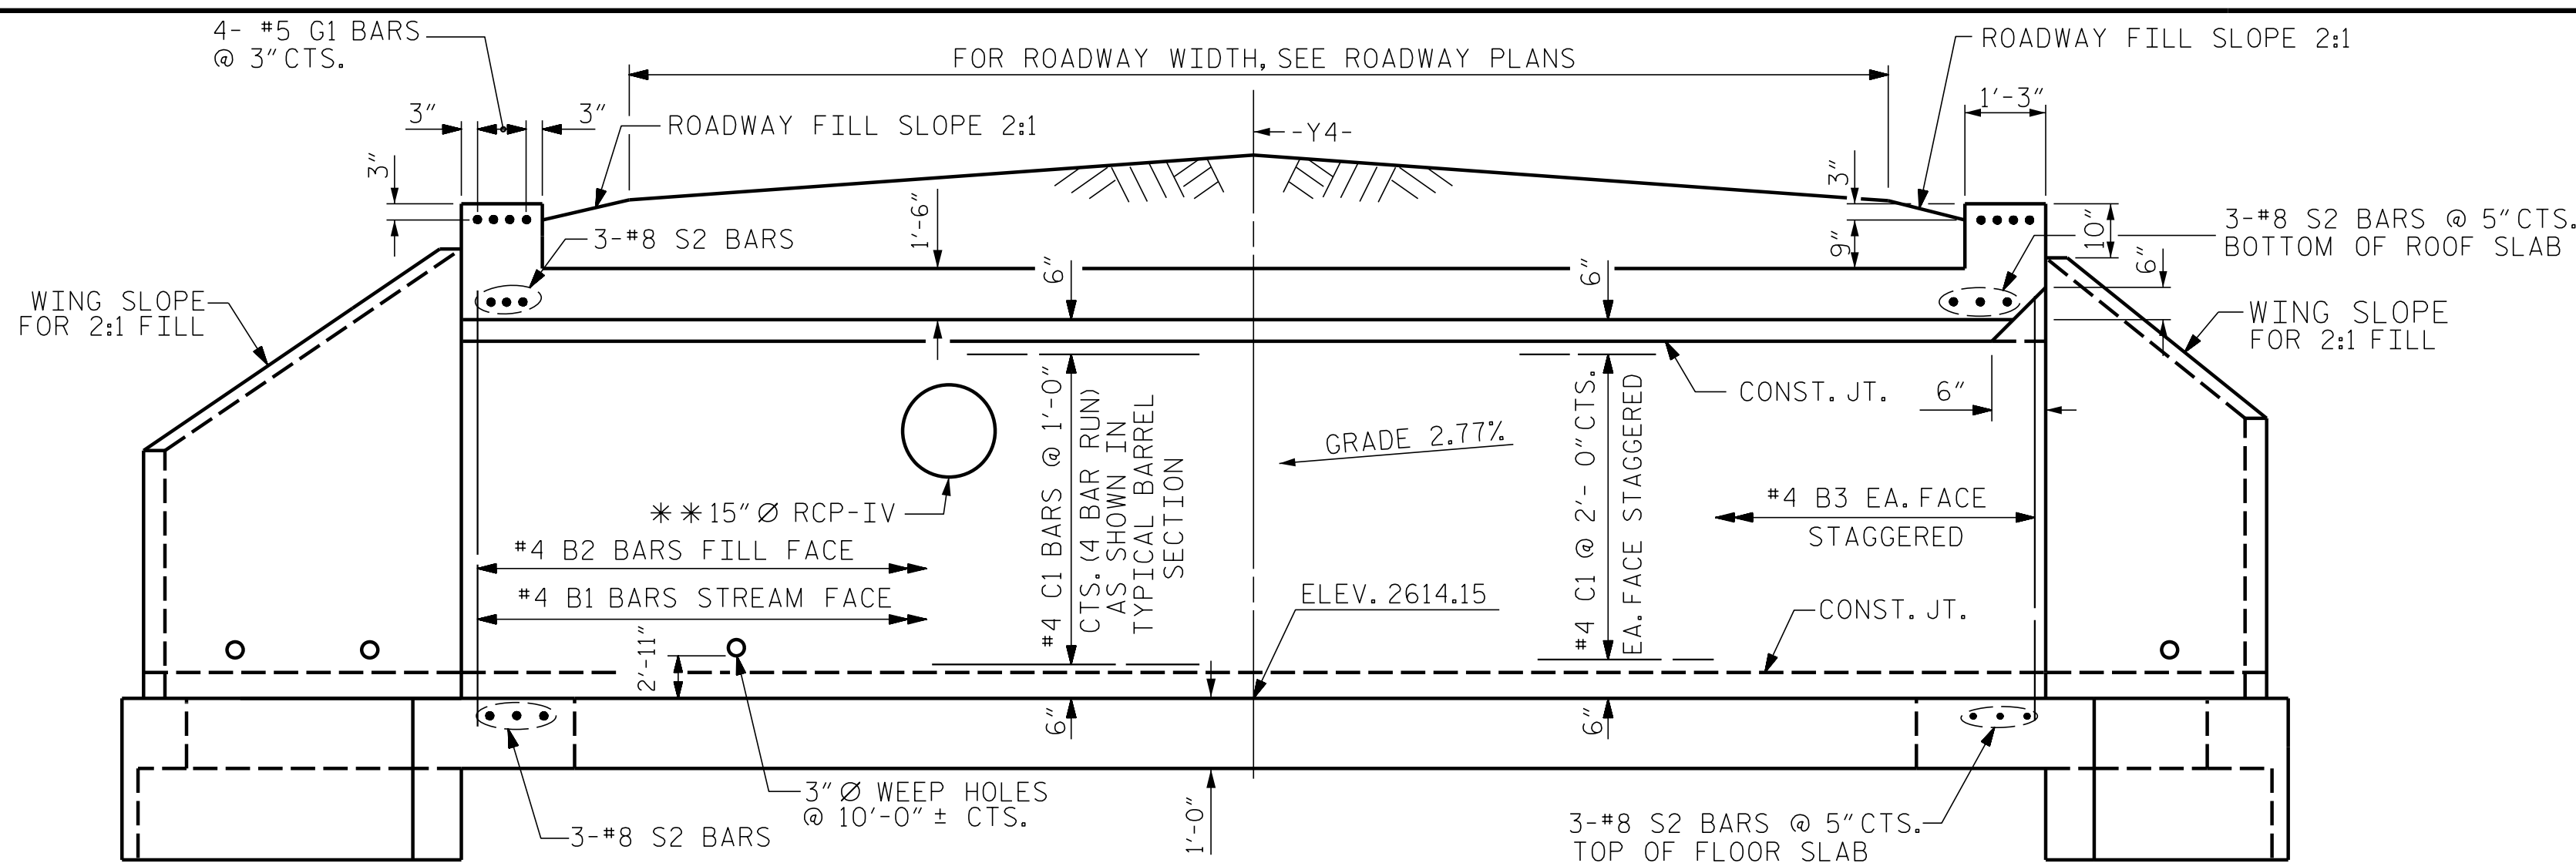 4- #5 G1 BARS
@ 3" CTS.
FOR ROADWAY WIDTH, SEE ROADWAY PLANS
ROADWAY FILL SLOPE 2:1
3"
3"
ROADWAY FILL SLOPE 2:1
-Y4-
1'-3"
3"
3"
1'-6"
3-#8 S2 BARS
6"
6"
9"
10"
6"
3-#8 S2 BARS @ 5" CTS.
BOTTOM OF ROOF SLAB
WING SLOPE
FOR 2:1 FILL
WING SLOPE
FOR 2:1 FILL
CONST. JT.
6"
GRADE 2.77%
#4 C1 BARS @ 1'-0"
CTS. (4 BAR RUN)
AS SHOWN IN
TYPICAL BARREL
SECTION
#4 C1 @ 2'- 0" CTS.
EA. FACE STAGGERED
**15"Ø RCP-IV
#4 B3 EA. FACE
STAGGERED
#4 B2 BARS FILL FACE
#4 B1 BARS STREAM FACE
ELEV. 2614.15
CONST. JT.
2'-11"
6"
6"
3"Ø WEEP HOLES
@ 10'-0"± CTS.
3-#8 S2 BARS
1'-0"
3-#8 S2 BARS @ 5" CTS.
TOP OF FLOOR SLAB